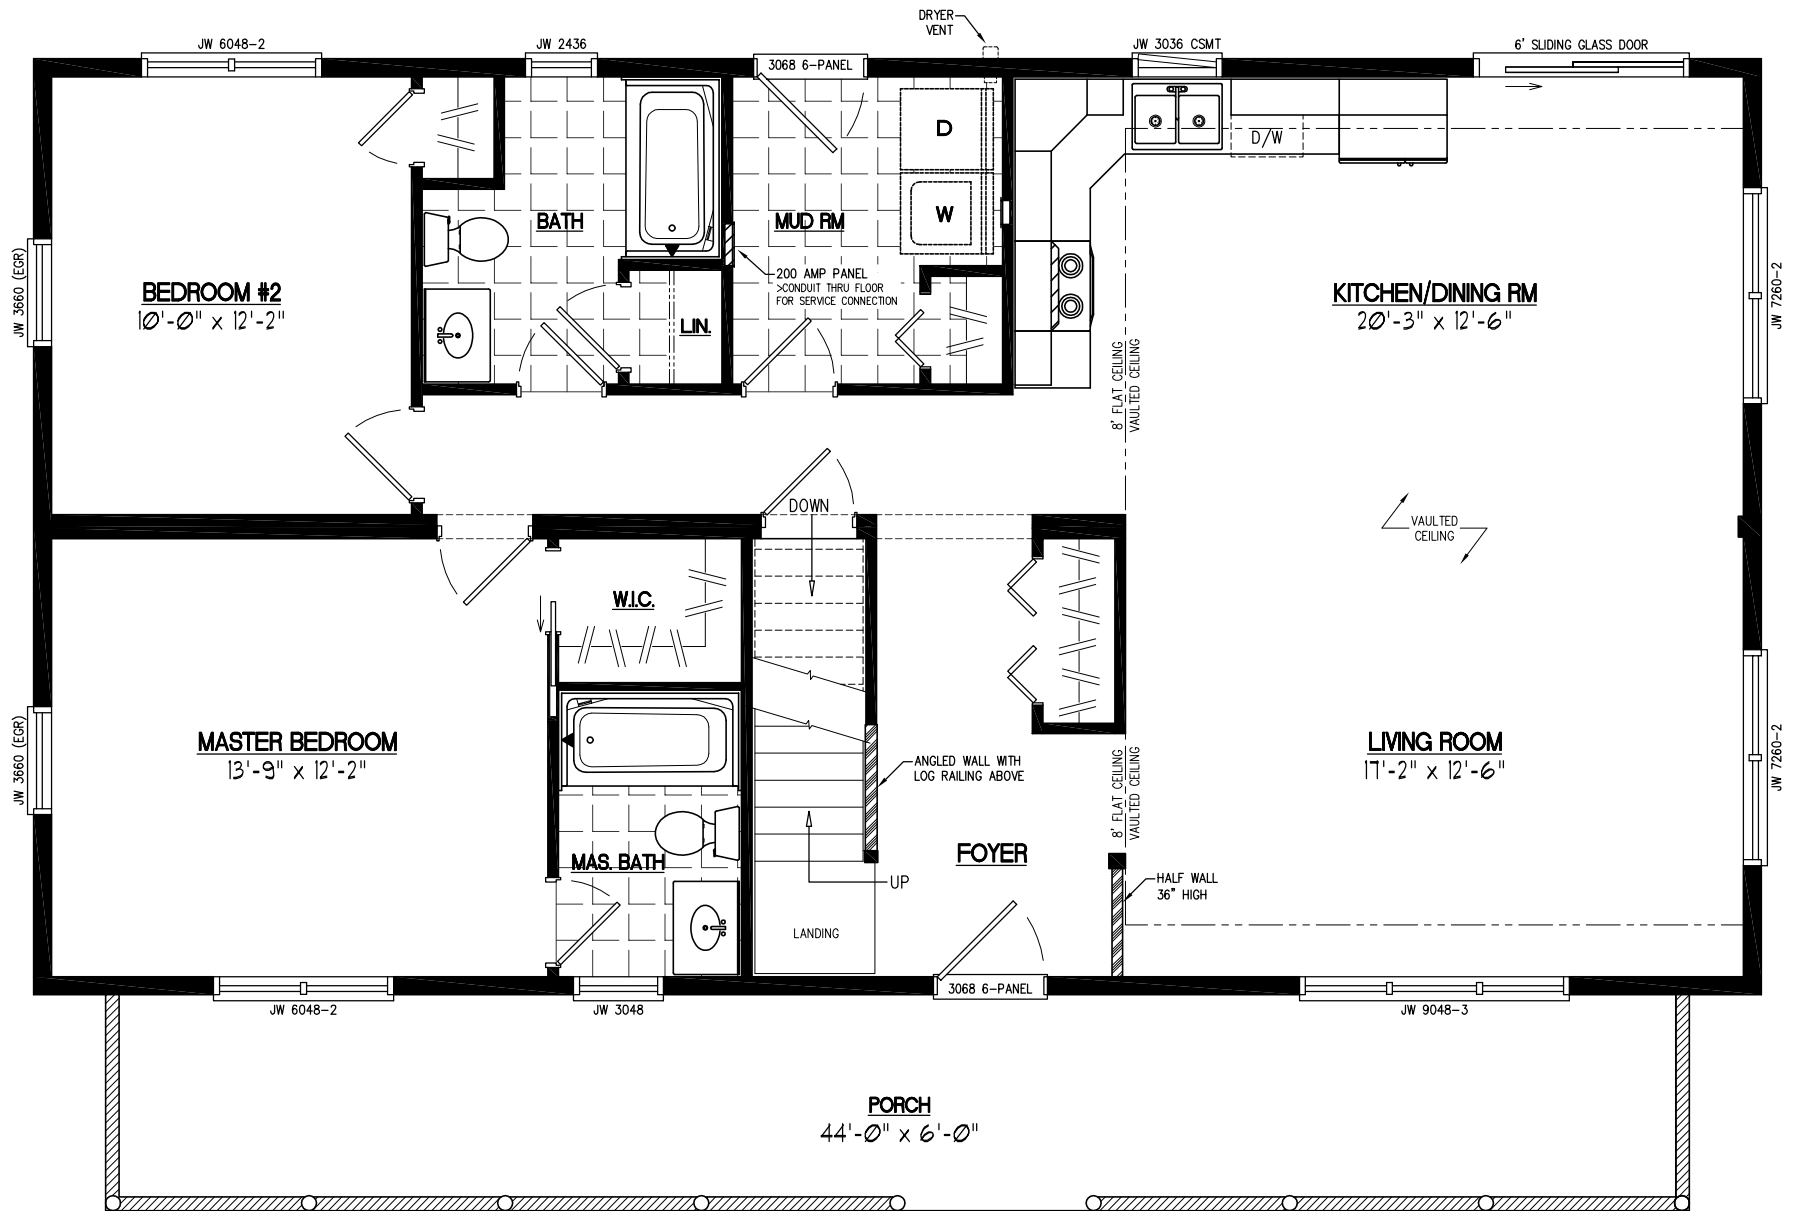 DRYER
VENT
JW 6048-2
JW 2436
3068 6-PANEL
JW 3036 CSMT
6' SLIDING GLASS DOOR
D
D/W
W
BATH
MUD RM
200 AMP PANEL
>CONDUIT THRU FLOOR
FOR SERVICE CONNECTION
JW 3660 (EGR)
BEDROOM #2
10'-0" x 12'-2"
LIN.
KITCHEN/DINING RM
20'-3" x 12'-6"
JW 7260-2
8' FLAT CEILING
VAULTED CEILING
DOWN
VAULTED
CEILING
W.I.C.
JW 3660 (EGR)
MASTER BEDROOM
13'-9" x 12'-2"
ANGLED WALL WITH
LOG RAILING ABOVE
8' FLAT CEILING
VAULTED CEILING
LIVING ROOM
17'-2" x 12'-6"
JW 7260-2
MAS. BATH
FOYER
UP
HALF WALL
36" HIGH
LANDING
3068 6-PANEL
JW 6048-2
JW 3048
JW 9048-3
PORCH
44'-0" x 6'-0"